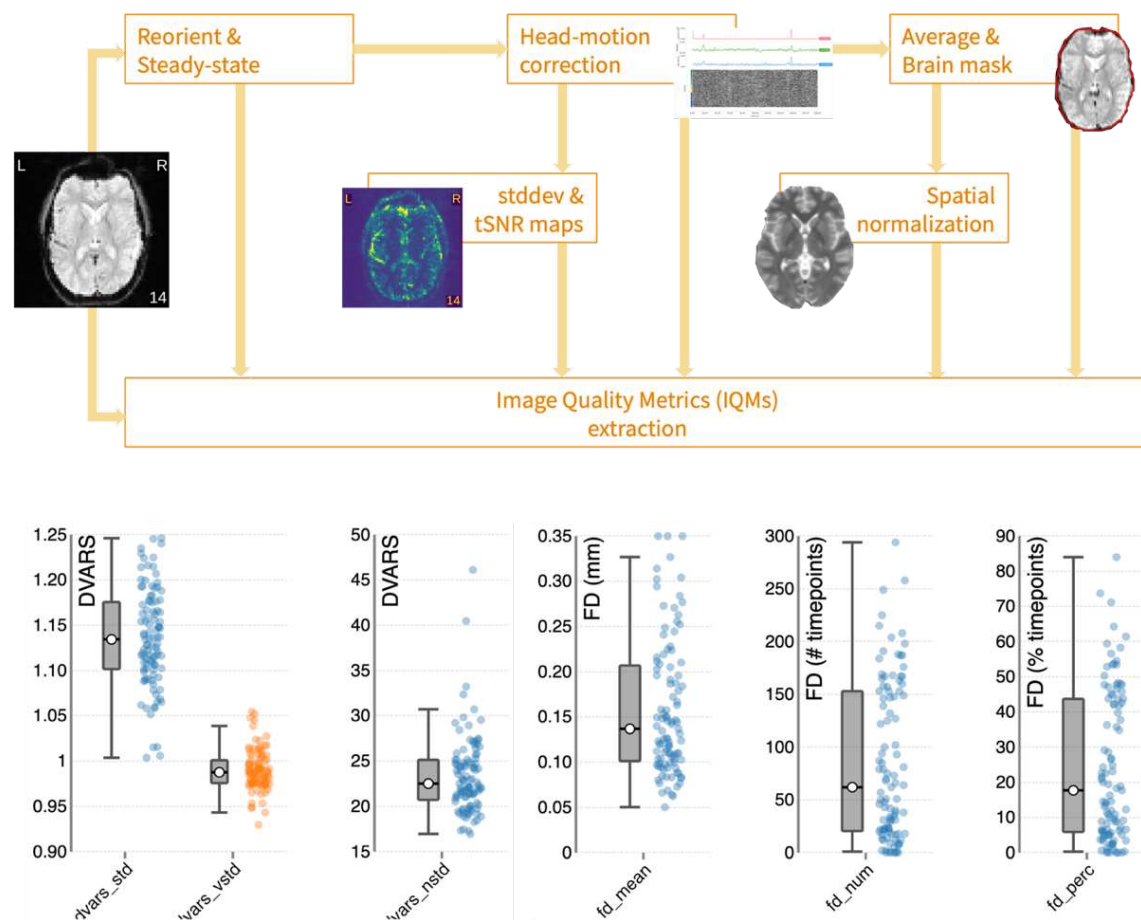 Reorient &
Steady-state
Head-motion
correction
Average &
Brain mask
L R
14
stddev &
tSNR maps
L R
14
Spatial
normalization
Image Quality Metrics (IQMs)
extraction
DVARS
1.25
1.20
1.15
1.10
1.05
1
0.95
0.90
dvars_std
dvars_vstd
DVARS
50
45
40
35
30
25
20
15
dvars_nstd
FD (mm)
0.35
0.30
0.25
0.20
0.15
0.10
0.05
0
fd_mean
FD (# timepoints)
300
250
200
150
100
50
0
fd_num
FD (% timepoints)
90
80
70
60
50
40
30
20
10
0
fd_perc